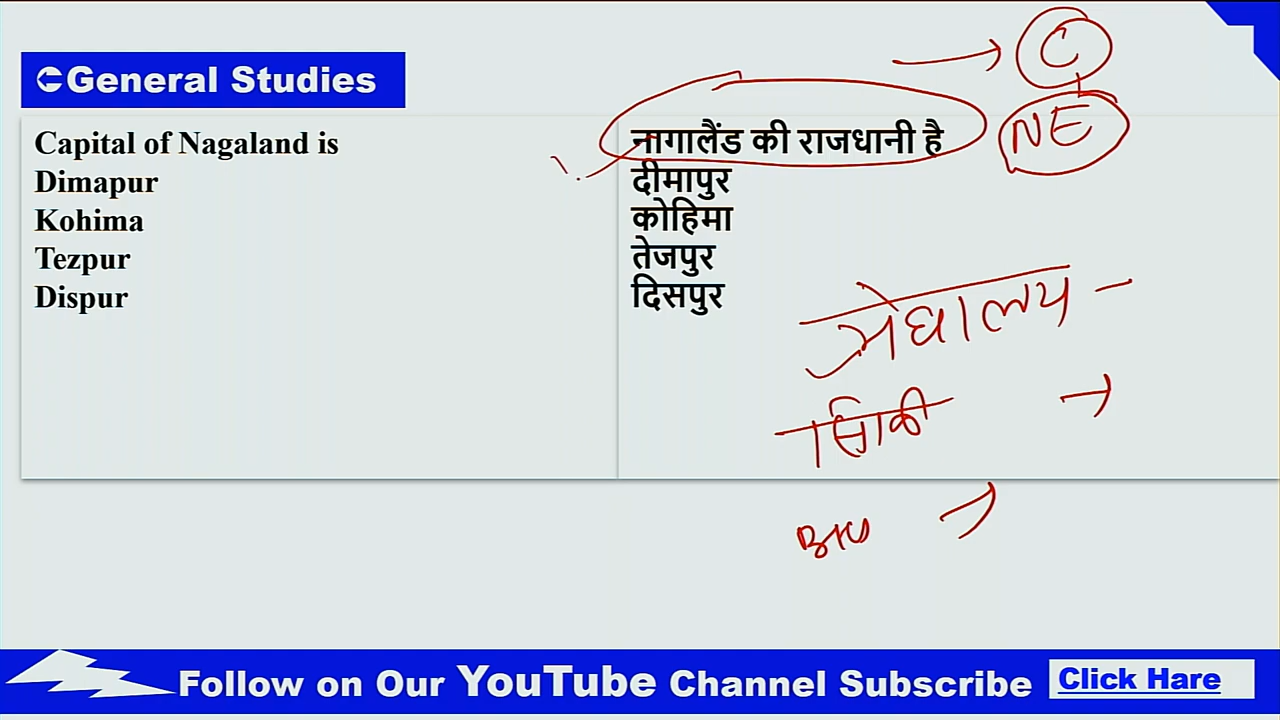 General Studies
Capital of Nagaland is
Dimapur
Kohima
Tezpur
Dispur
नागालैंड की राजधानी है
दीमापुर
कोहिमा
तेजपुर
दिसपुर
C
NE
मेघालय -
Follow on Our YouTube Channel Subscribe
Click Hare